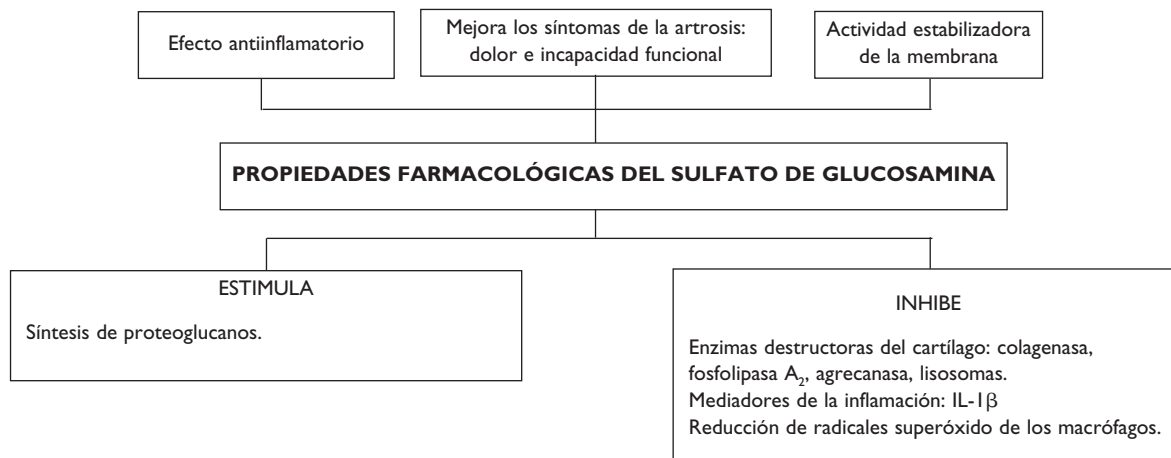 Efecto antiinflamatorio
Mejora los síntomas de la artrosis:
dolor e incapacidad funcional
Actividad estabilizadora
de la membrana
PROPIEDADES FARMACOLÓGICAS DEL SULFATO DE GLUCOSAMINA
ESTIMULA
Síntesis de proteoglucanos.
INHIBE
Enzimas destructoras del cartílago: colagenasa,
fosfolipasa A₂, agrecanasa, lisosomas.
Mediadores de la inflamación: IL-1β
Reducción de radicales superóxido de los macrófagos.